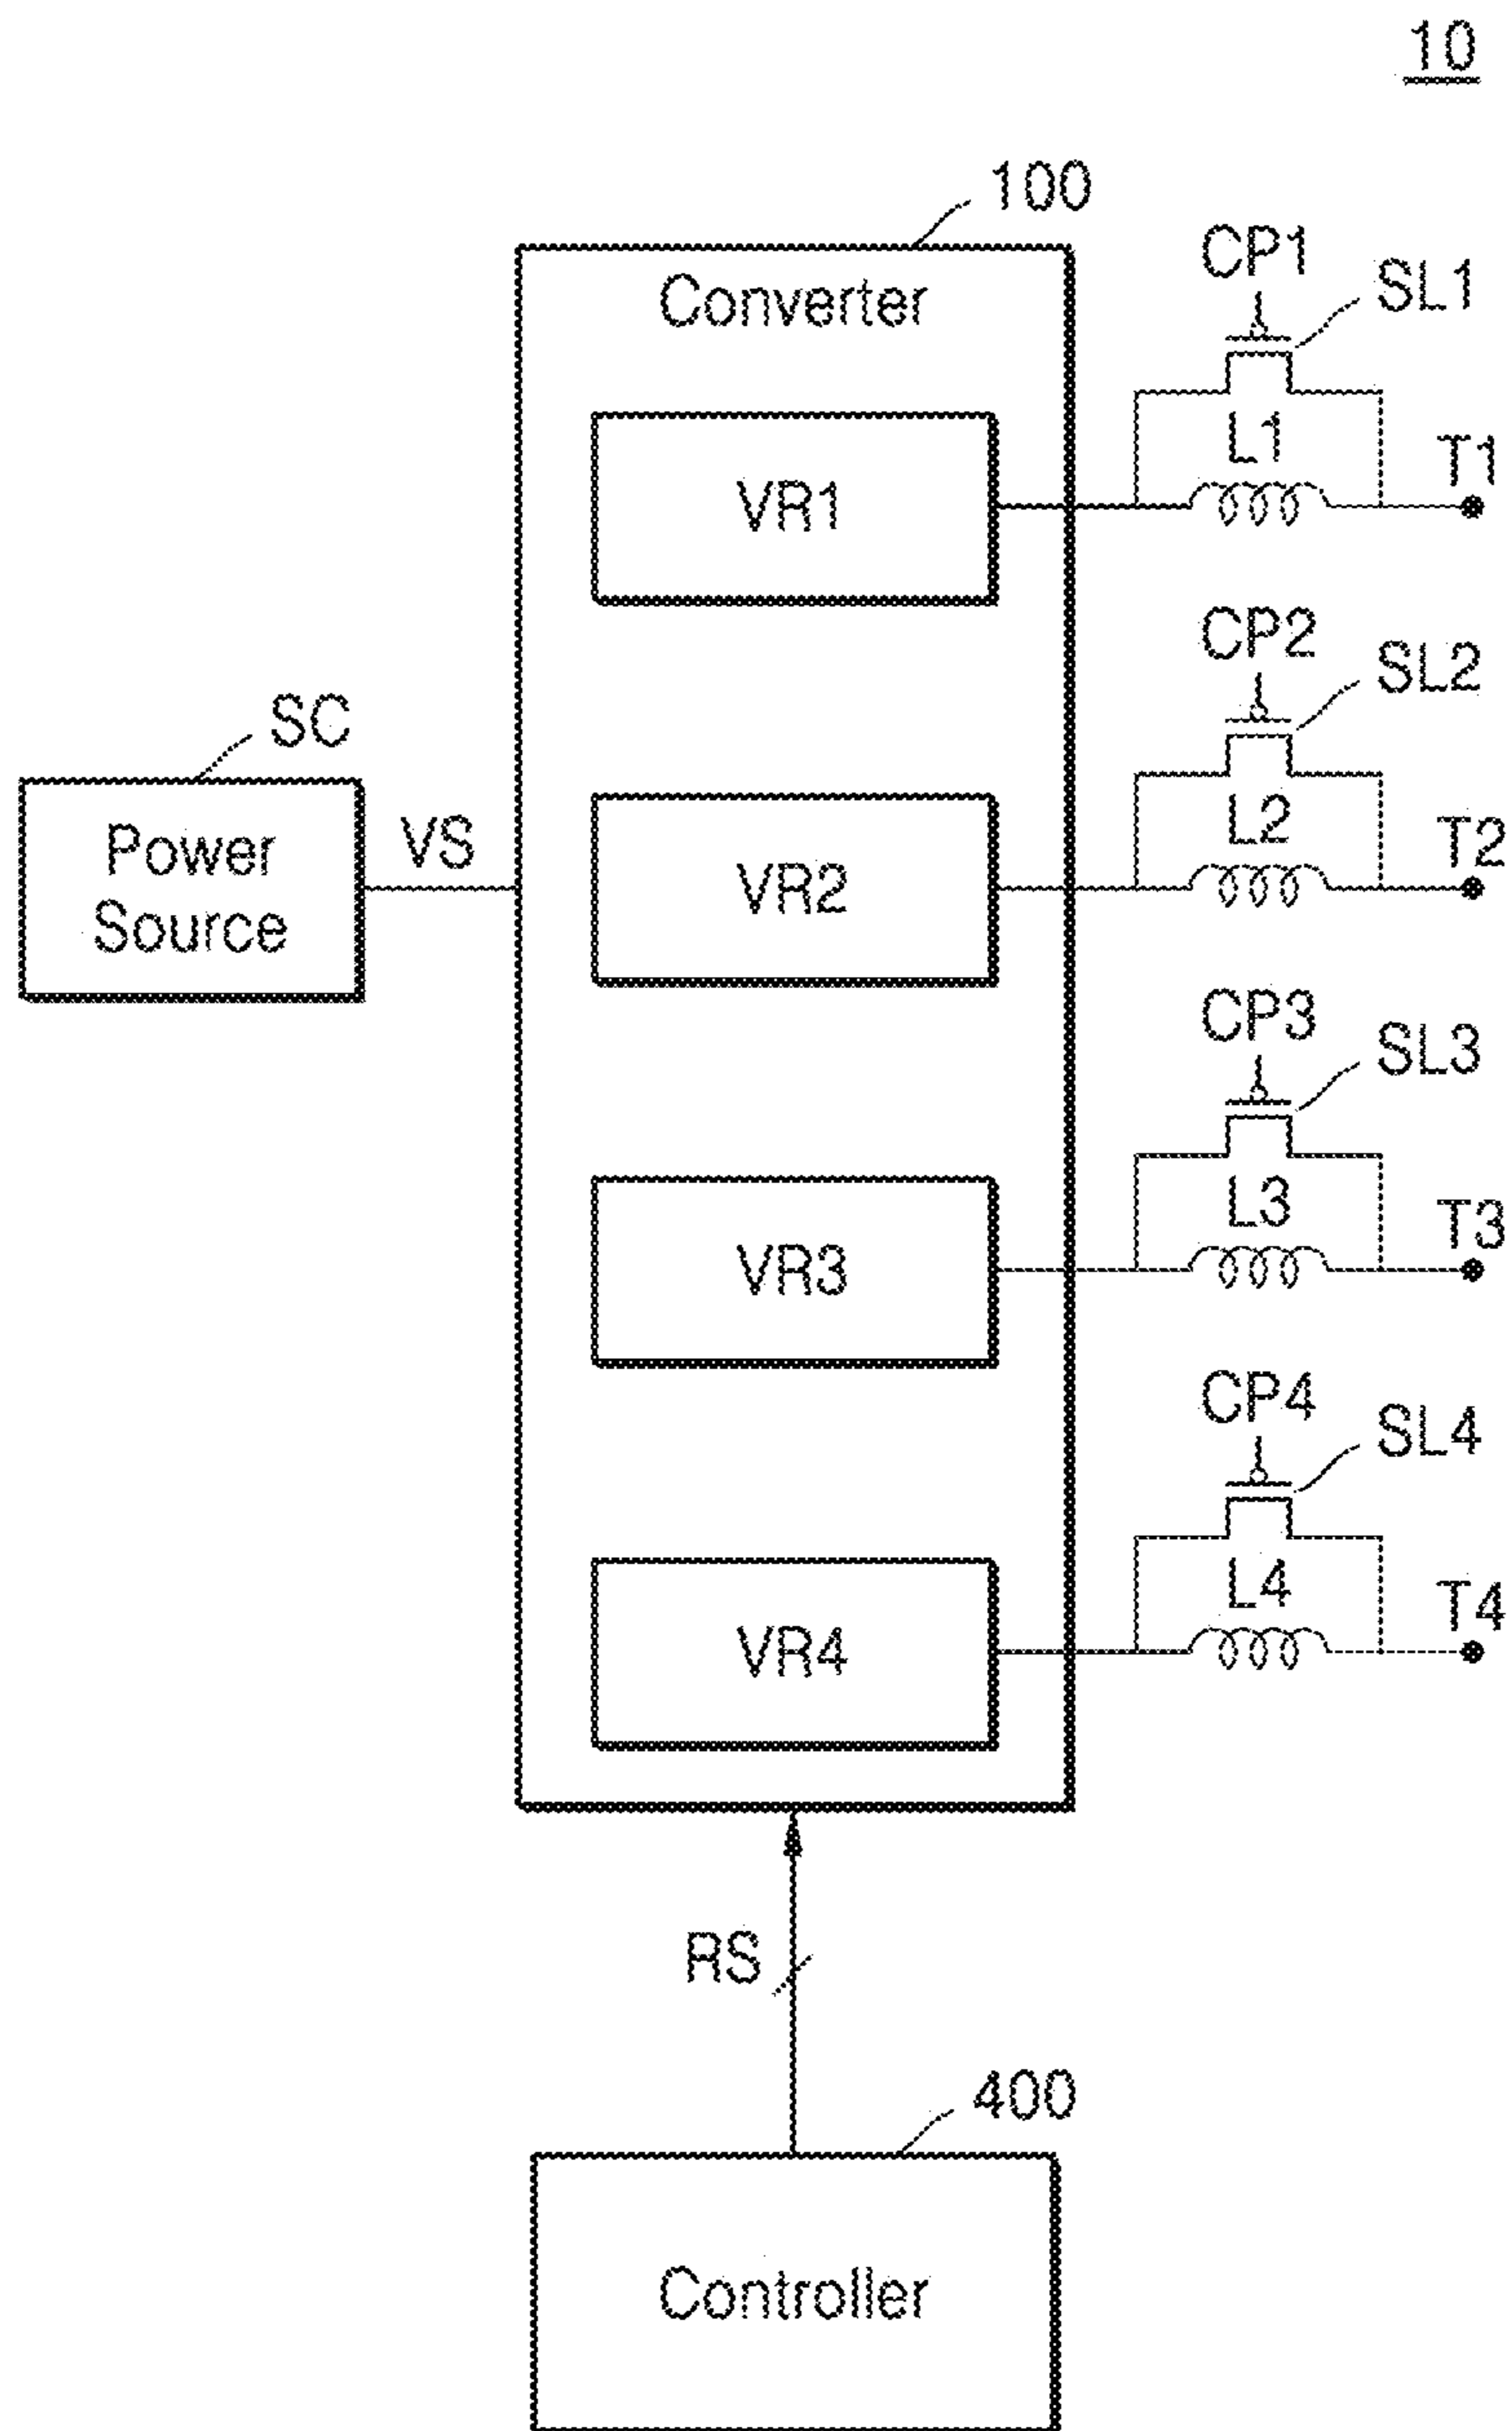 10
100
Converter
CP1
SL1
L1
T1
VR1
CP2
SL2
L2
T2
VR2
SC
Power
Source
VS
CP3
SL3
L3
T3
VR3
CP4
SL4
L4
T4
VR4
RS
400
Controller